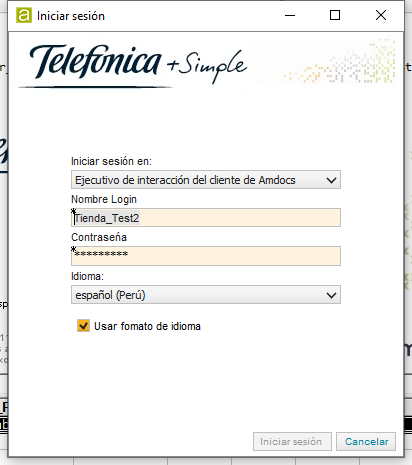 Iniciar sesión
Telefónica +Simple
Iniciar sesión en:
Ejecutivo de interacción del cliente de Amdocs
Nombre Login
*Tienda_Test2
Contraseña
*********
Idioma:
español (Perú)
Usar fomato de idioma
Iniciar sesión
Cancelar